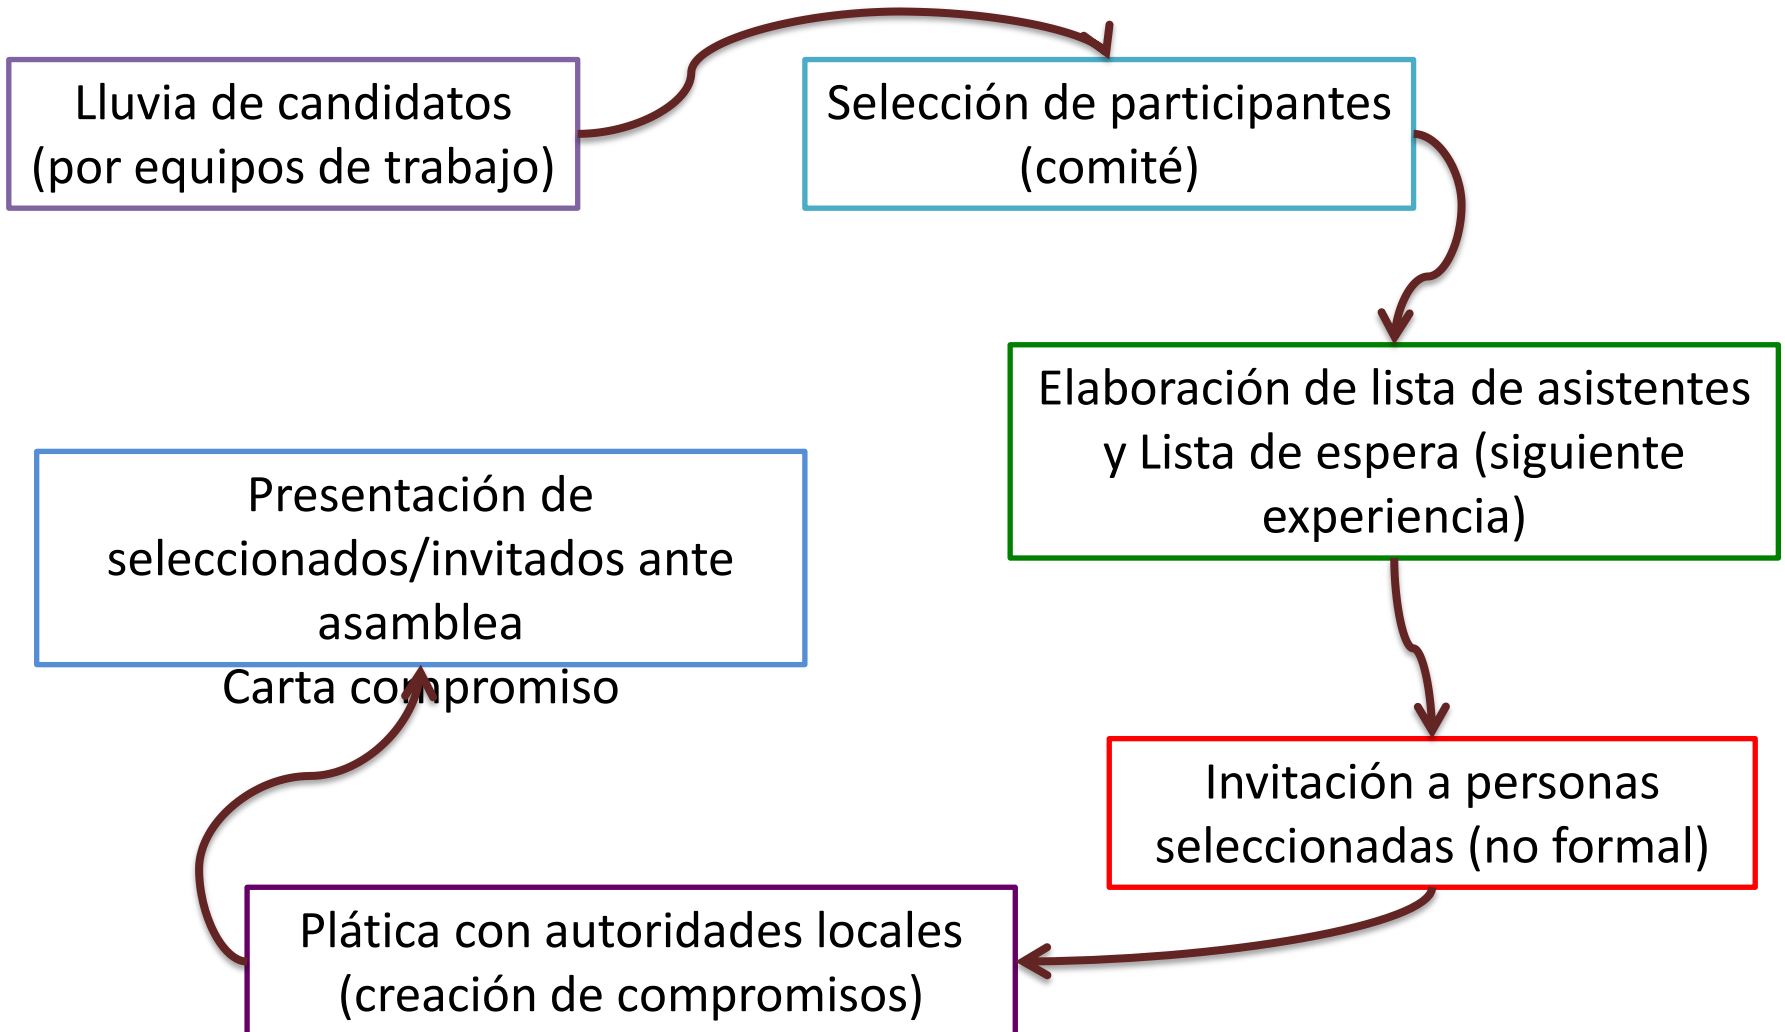 Lluvia de candidatos
(por equipos de trabajo)
Selección de participantes
(comité)
Elaboración de lista de asistentes
y Lista de espera (siguiente
experiencia)
Invitación a personas
seleccionadas (no formal)
Plática con autoridades locales
(creación de compromisos)
Presentación de
seleccionados/invitados ante
asamblea
Carta compromiso